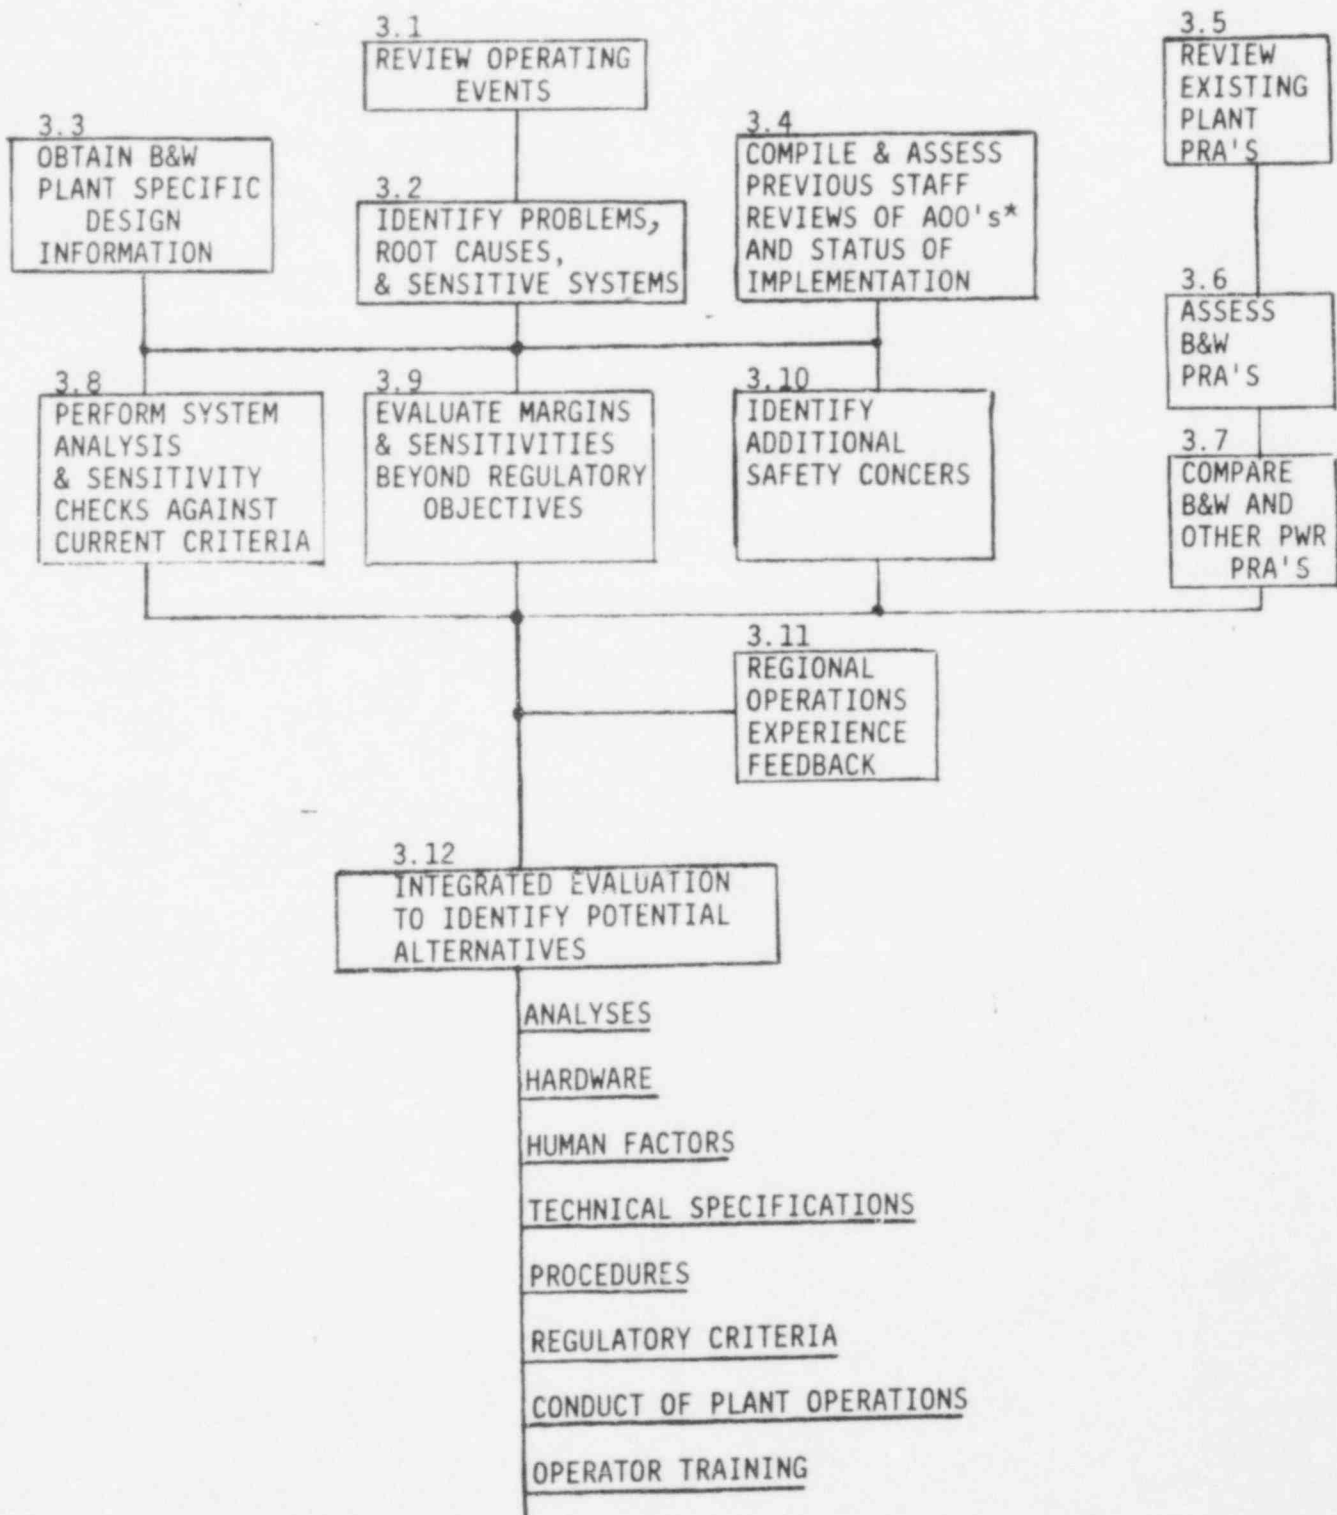 3.1
REVIEW OPERATING
EVENTS
3.5
REVIEW
EXISTING
PLANT
PRA'S
3.3
OBTAIN B&W
PLANT SPECIFIC
DESIGN
INFORMATION
3.2
IDENTIFY PROBLEMS,
ROOT CAUSES,
& SENSITIVE SYSTEMS
3.4
COMPILE & ASSESS
PREVIOUS STAFF
REVIEWS OF AOO's*
AND STATUS OF
IMPLEMENTATION
3.6
ASSESS
B&W
PRA'S
3.8
PERFORM SYSTEM
ANALYSIS
& SENSITIVITY
CHECKS AGAINST
CURRENT CRITERIA
3.9
EVALUATE MARGINS
& SENSITIVITIES
BEYOND REGULATORY
OBJECTIVES
3.10
IDENTIFY
ADDITIONAL
SAFETY CONCERS
3.7
COMPARE
B&W AND
OTHER PWR
PRA'S
3.11
REGIONAL
OPERATIONS
EXPERIENCE
FEEDBACK
3.12
INTEGRATED EVALUATION
TO IDENTIFY POTENTIAL
ALTERNATIVES
ANALYSES
HARDWARE
HUMAN FACTORS
TECHNICAL SPECIFICATIONS
PROCEDURES
REGULATORY CRITERIA
CONDUCT OF PLANT OPERATIONS
OPERATOR TRAINING